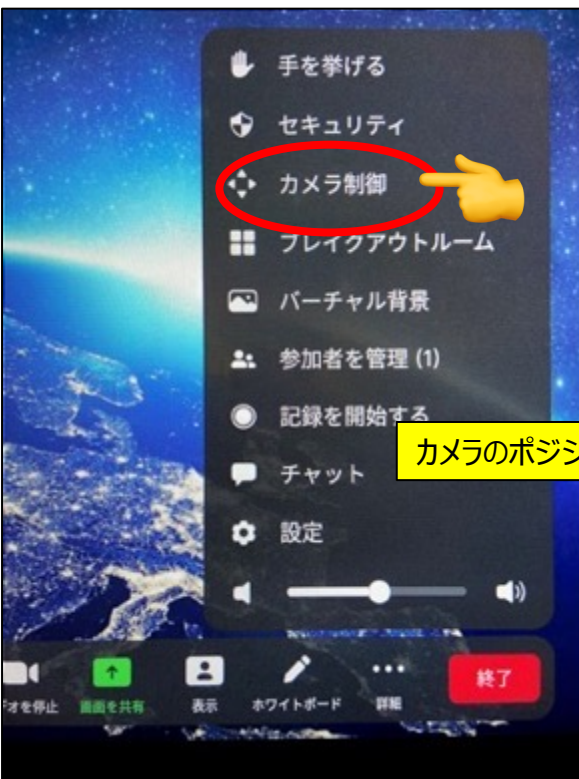 手を挙げる
セキュリティ
カメラ制御
ブレイクアウトルーム
バーチャル背景
参加者を管理 (1)
記録を開始する
カメラのポジシ
チャット
設定
デオを停止
画面を共有
表示
ホワイトボード
詳細
終了